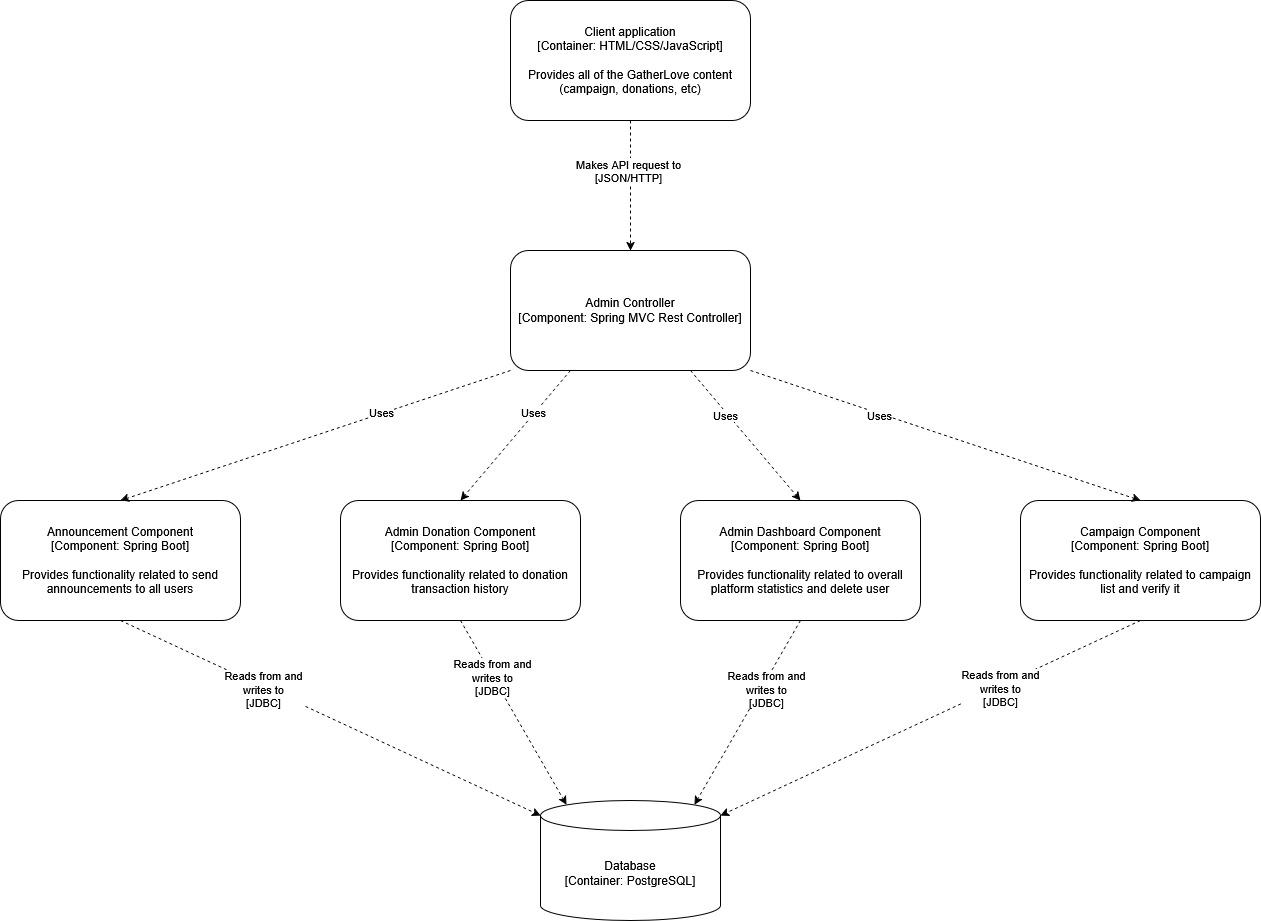 Client application
[Container: HTML/CSS/JavaScript]
Provides all of the GatherLove content
(campaign, donations, etc)
Makes API request to
[JSON/HTTP]
Admin Controller
[Component: Spring MVC Rest Controller]
Uses
Uses
Uses
Uses
Announcement Component
[Component: Spring Boot]
Provides functionality related to send
announcements to all users
Admin Donation Component
[Component: Spring Boot]
Provides functionality related to donation
transaction history
Admin Dashboard Component
[Component: Spring Boot]
Provides functionality related to overall
platform statistics and delete user
Campaign Component
[Component: Spring Boot]
Provides functionality related to campaign
list and verify it
Reads from and
writes to
[JDBC]
Reads from and
writes to
[JDBC]
Reads from and
writes to
[JDBC]
Reads from and
writes to
[JDBC]
Database
[Container: PostgreSQL]